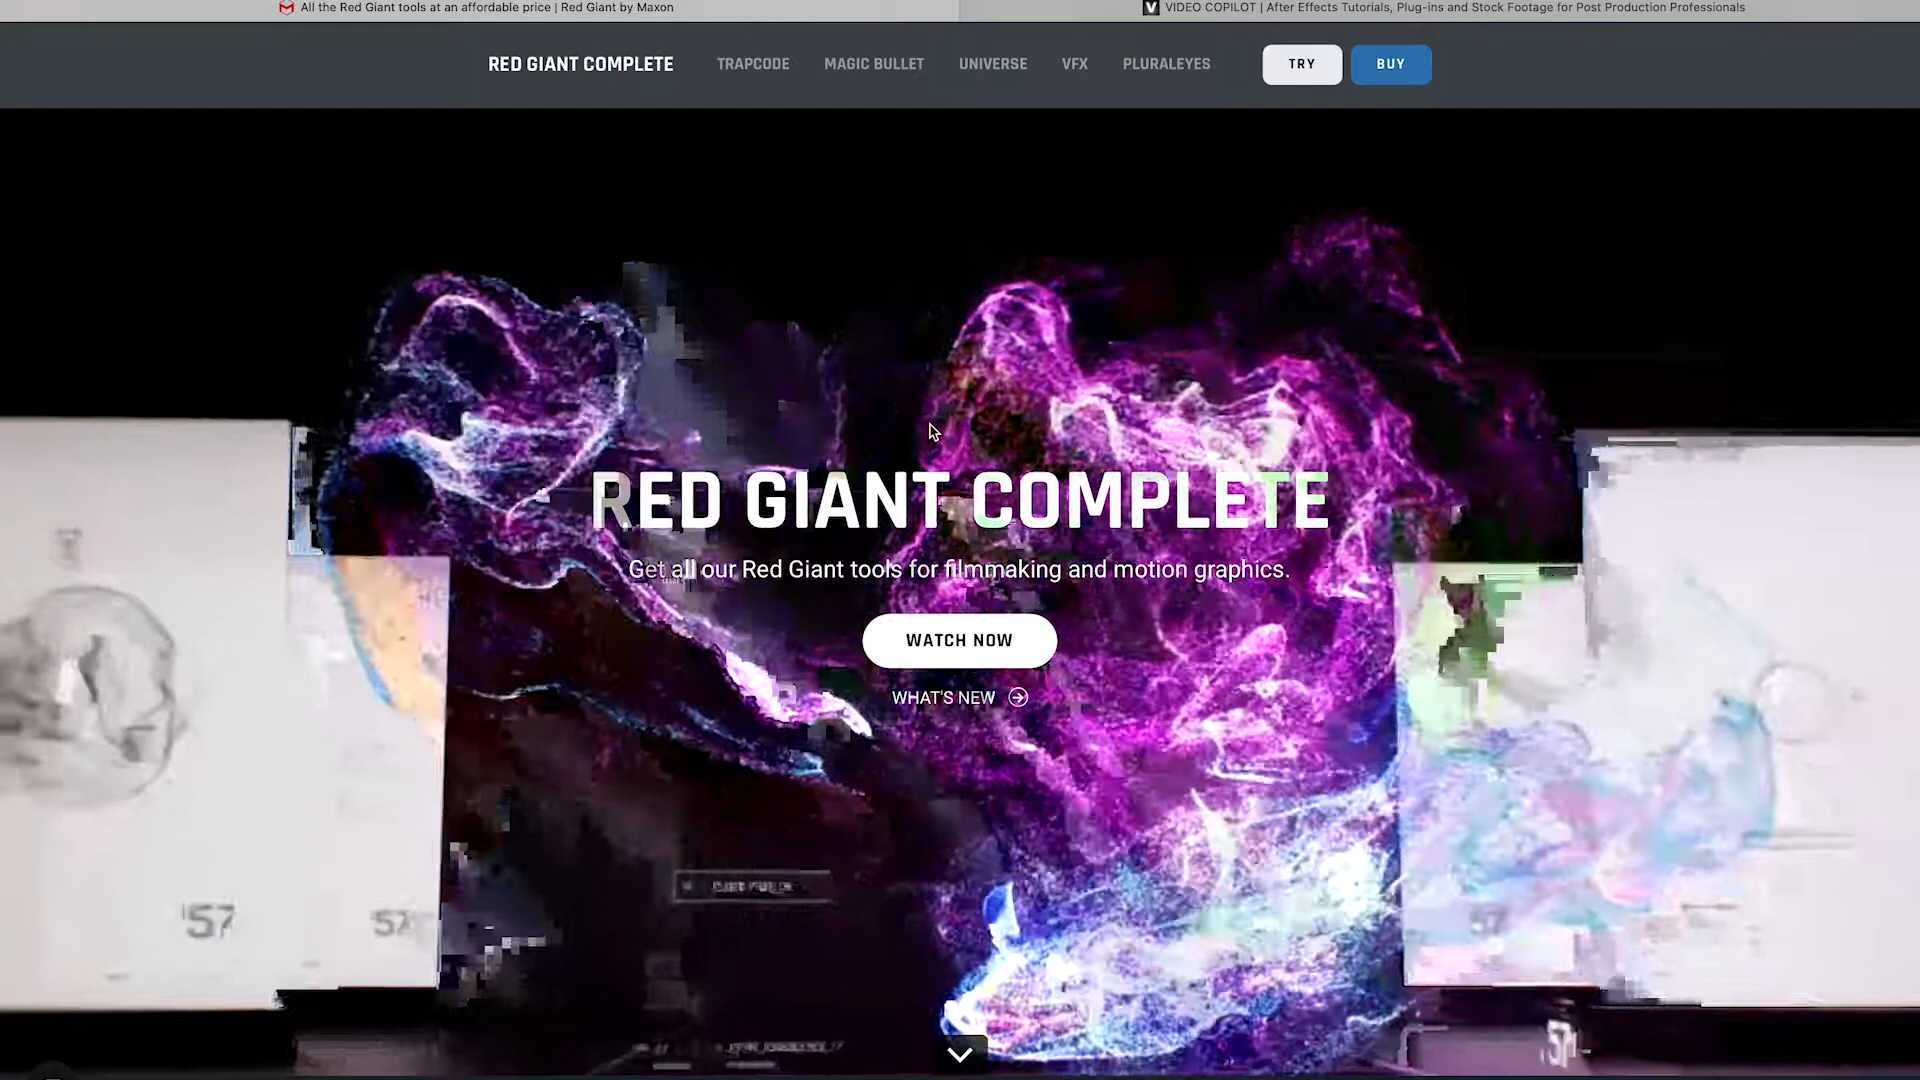 All the Red Giant tools at an affordable price | Red Giant by Maxon
VIDEO COPILOT | After Effects Tutorials, Plug-ins and Stock Footage for Post Production Professionals
RED GIANT COMPLETE
TRAPCODE
MAGIC BULLET
UNIVERSE
VFX
PLURALEYES
TRY
BUY
RED GIANT COMPLETE
Get all our Red Giant tools for filmmaking and motion graphics.
WATCH NOW
WHAT'S NEW
57
57